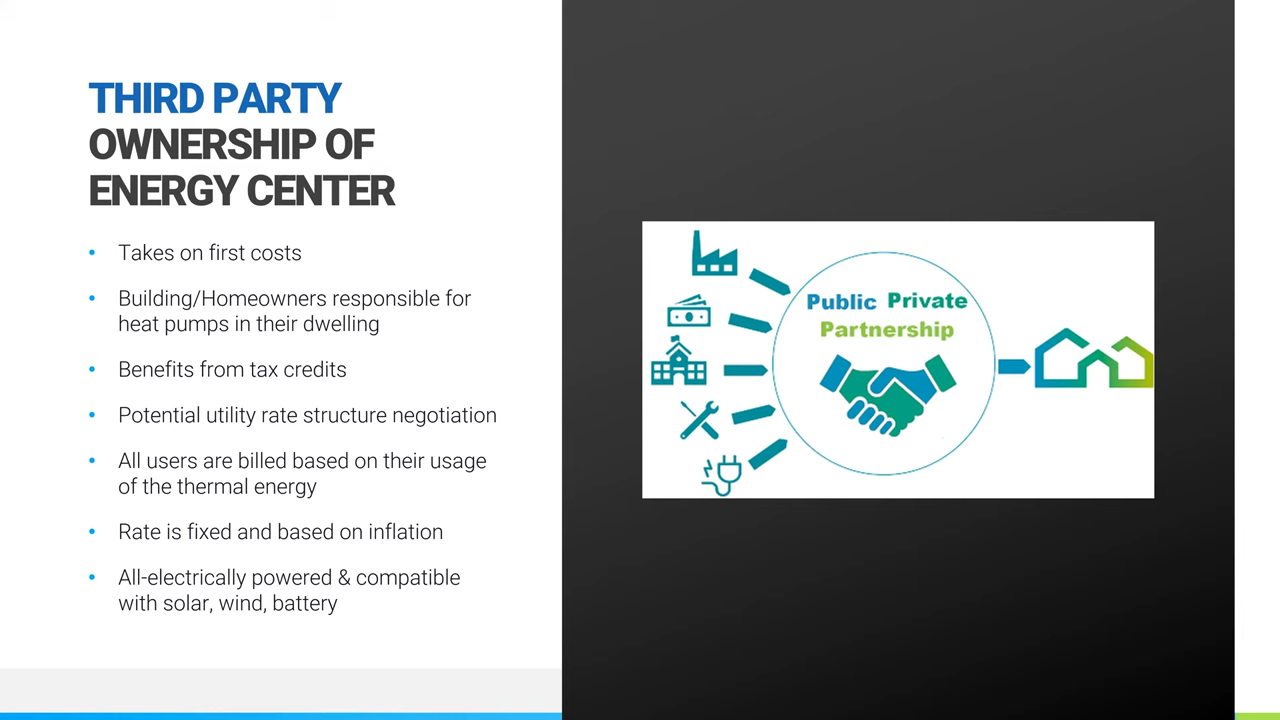 THIRD PARTY
OWNERSHIP OF
ENERGY CENTER
• Takes on first costs
• Building/Homeowners responsible for
heat pumps in their dwelling
• Benefits from tax credits
• Potential utility rate structure negotiation
• All users are billed based on their usage
of the thermal energy
• Rate is fixed and based on inflation
• All-electrically powered & compatible
with solar, wind, battery
Public Private
Partnership